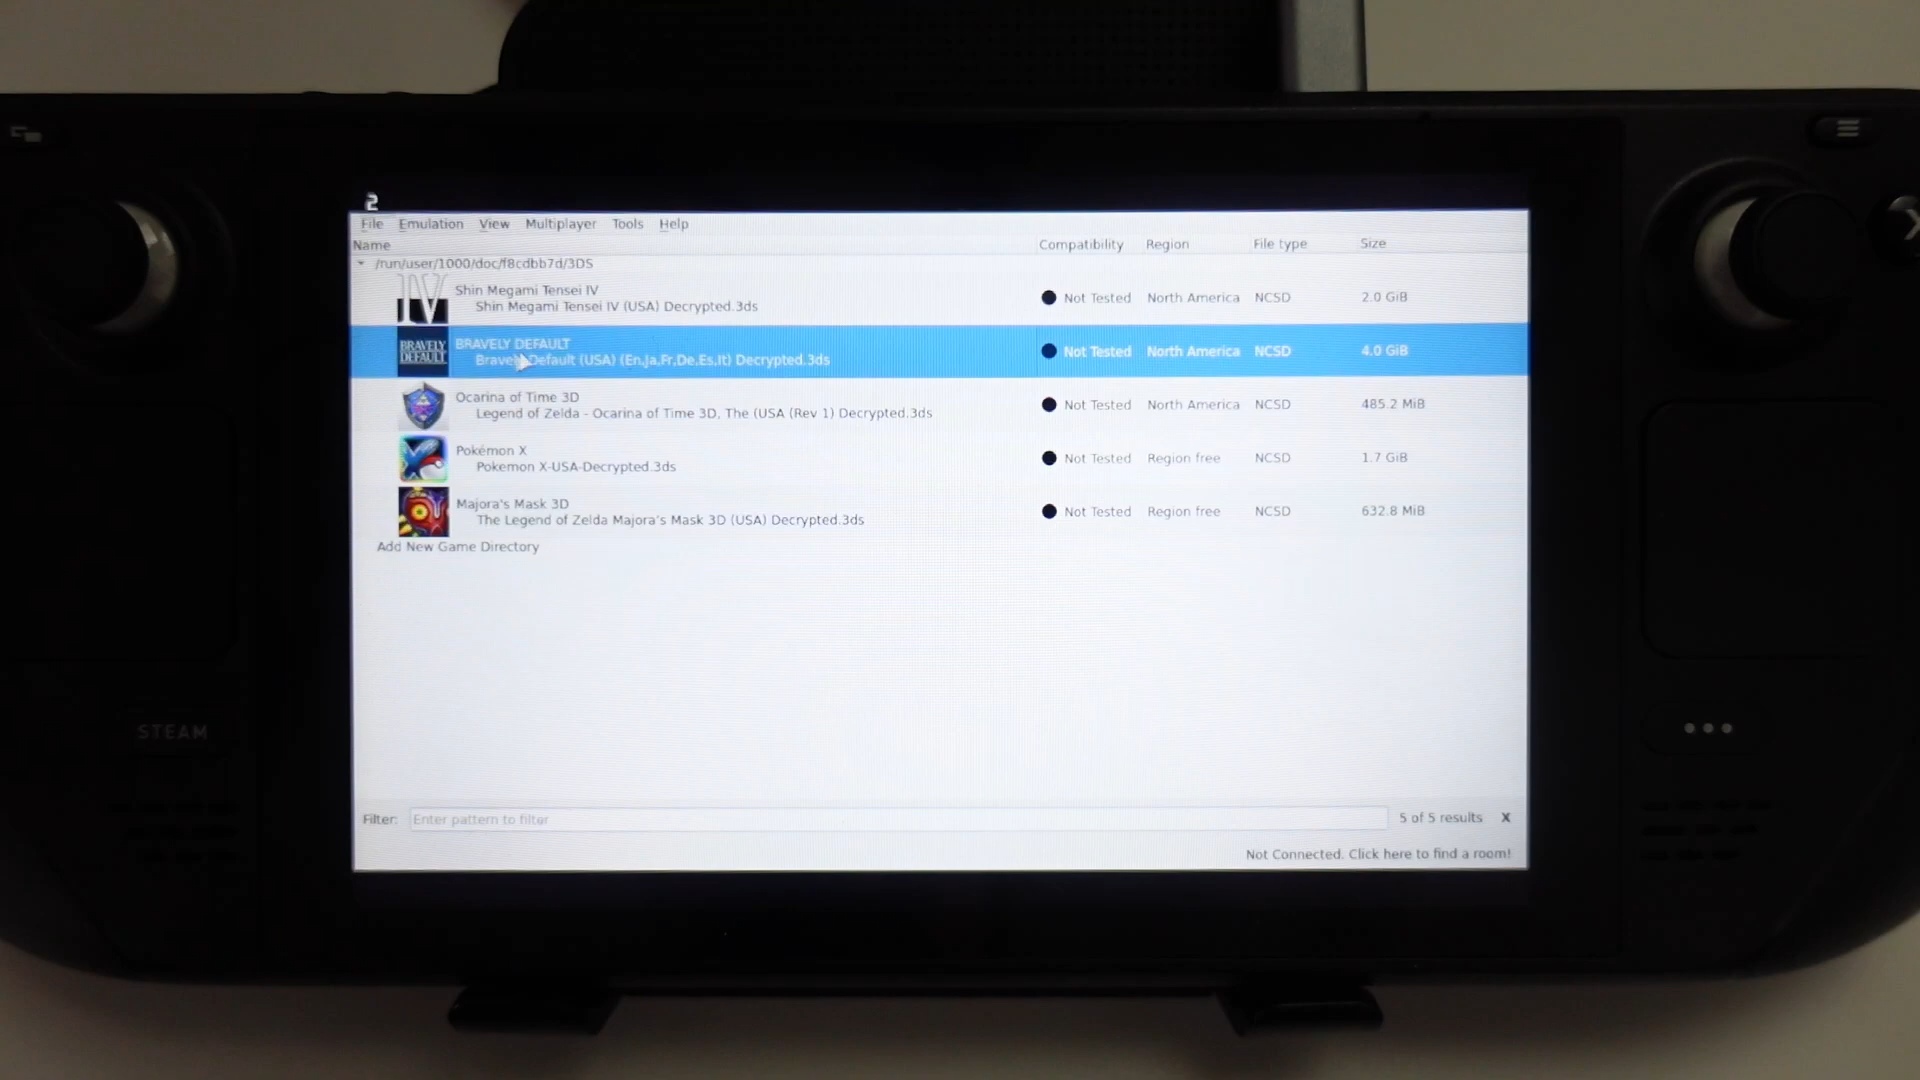 2
File Emulation View Multiplayer Tools Help
Name Compatibility Region File type Size
/run/user/1000/doc/f8cdbb7d/3DS
IV
Shin Megami Tensei IV
Shin Megami Tensei IV (USA) Decrypted.3ds
Not Tested North America NCSD 2.0 GiB
BRAVELY DEFAULT
BRAVELY DEFAULT
Bravely Default (USA) (En,Ja,Fr,De,Es,It) Decrypted.3ds
Not Tested North America NCSD 4.0 GiB
Ocarina of Time 3D
Legend of Zelda - Ocarina of Time 3D, The (USA (Rev 1) Decrypted.3ds
Not Tested North America NCSD 485.2 MiB
Pokémon X
Pokemon X-USA-Decrypted.3ds
Not Tested Region free NCSD 1.7 GiB
Majora's Mask 3D
The Legend of Zelda Majora's Mask 3D (USA) Decrypted.3ds
Not Tested Region free NCSD 632.8 MiB
Add New Game Directory
STEAM
Filter: Enter pattern to filter 5 of 5 results X
Not Connected. Click here to find a room!
X